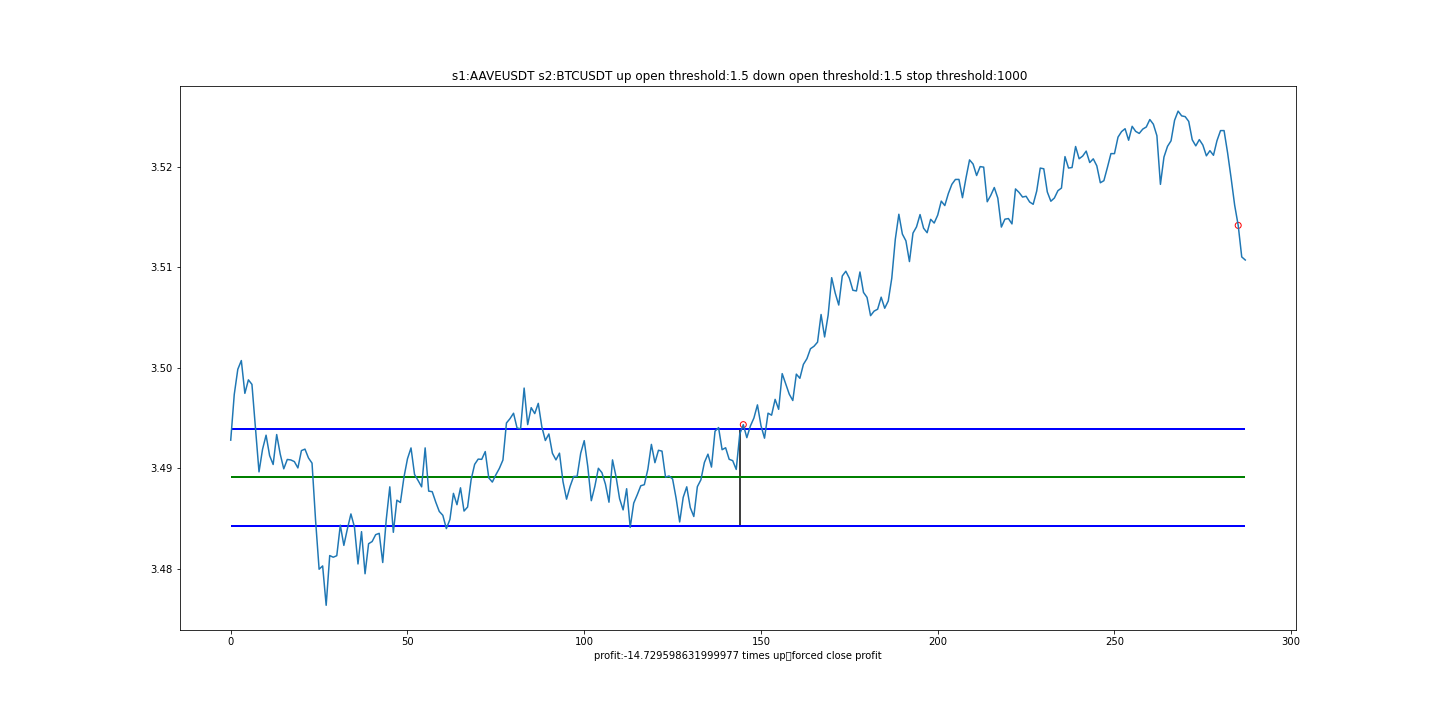 s1:AAVEUSDT s2:BTCUSDT up open threshold:1.5 down open threshold:1.5 stop threshold:1000
3.52
3.51
3.50
3.49
3.48
0 50 100 150 200 250 300
profit:-14.729598631999977 times up▯forced close profit